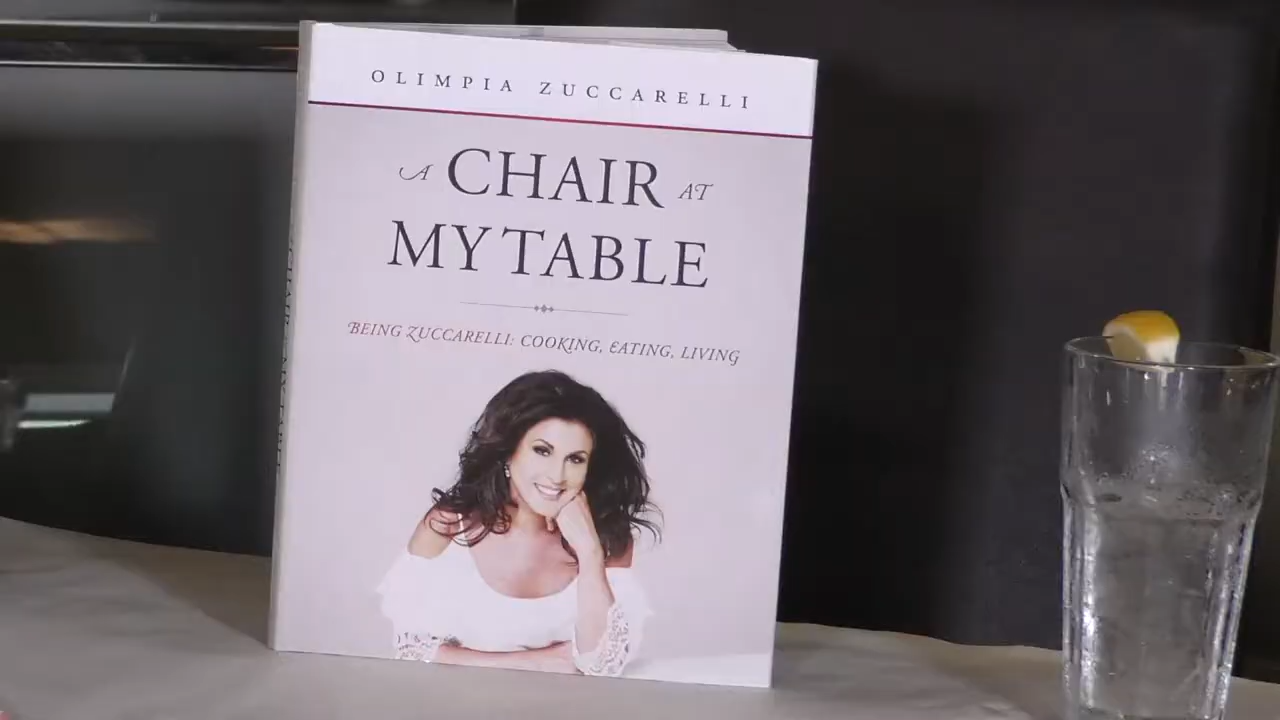 OLIMPIA ZUCCARELLI
A CHAIR AT
MY TABLE
BEING ZUCCARELLI: COOKING, EATING, LIVING